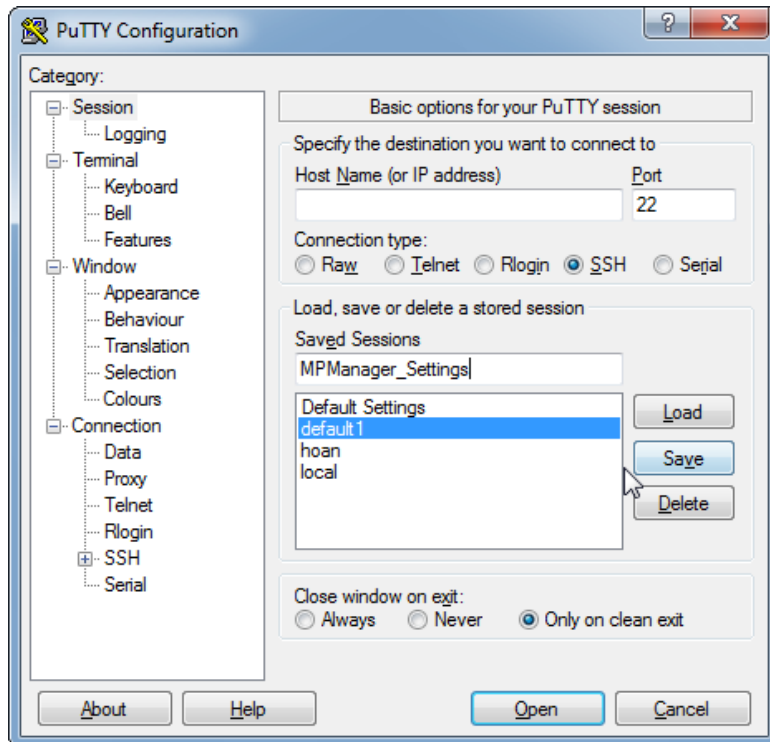 PuTTY Configuration
?
X
Category:
Session
Logging
Terminal
Keyboard
Bell
Features
Window
Appearance
Behaviour
Translation
Selection
Colours
Connection
Data
Proxy
Telnet
Rlogin
SSH
Serial
Basic options for your PuTTY session
Specify the destination you want to connect to
Host Name (or IP address) Port
22
Connection type:
Raw Telnet Rlogin SSH Serial
Load, save or delete a stored session
Saved Sessions
MPManager_Settings
Default Settings
default1
hoan
local
Load
Save
Delete
Close window on exit:
Always Never Only on clean exit
About Help Open Cancel